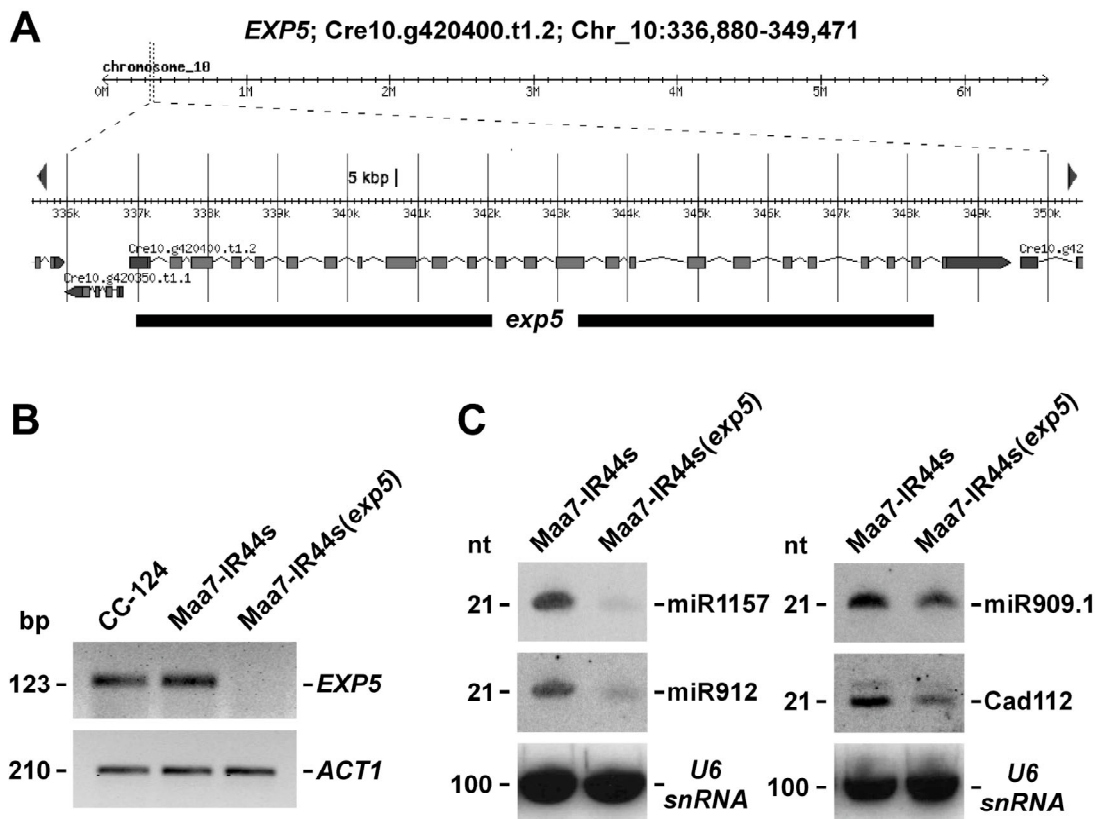 A
EXP5; Cre10.g420400.t1.2; Chr_10:336,880-349,471
chromosome_10
0M 1M 2M 3M 4M 5M 6M
5 kbp
336k 337k 338k 339k 340k 341k 342k 343k 344k 345k 346k 347k 348k 349k 350k
Cre10.g420400.t1.2 Cre10.g42
Cre10.g420350.t1.1
exp5
B
bp
CC-124
Maa7-IR44s
Maa7-IR44s(exp5)
123 EXP5
210 ACT1
C
nt
Maa7-IR44s
Maa7-IR44s(exp5)
21 miR1157
21 miR912
100 U6
snRNA
nt
Maa7-IR44s
Maa7-IR44s(exp5)
21 miR909.1
21 Cad112
100 U6
snRNA